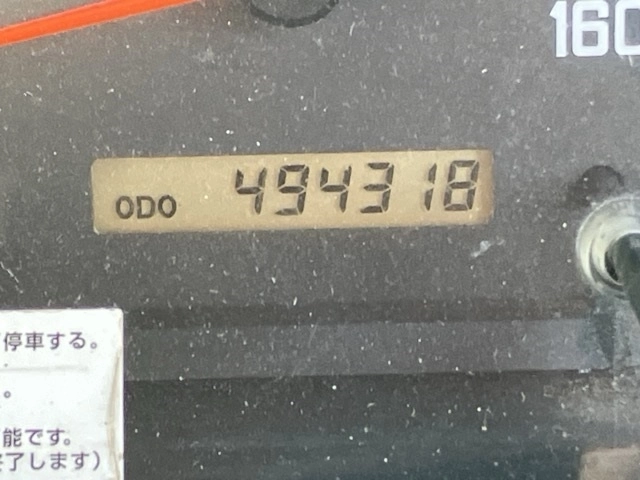 160
ODO 494318
停車する。
。
能です。
了します）